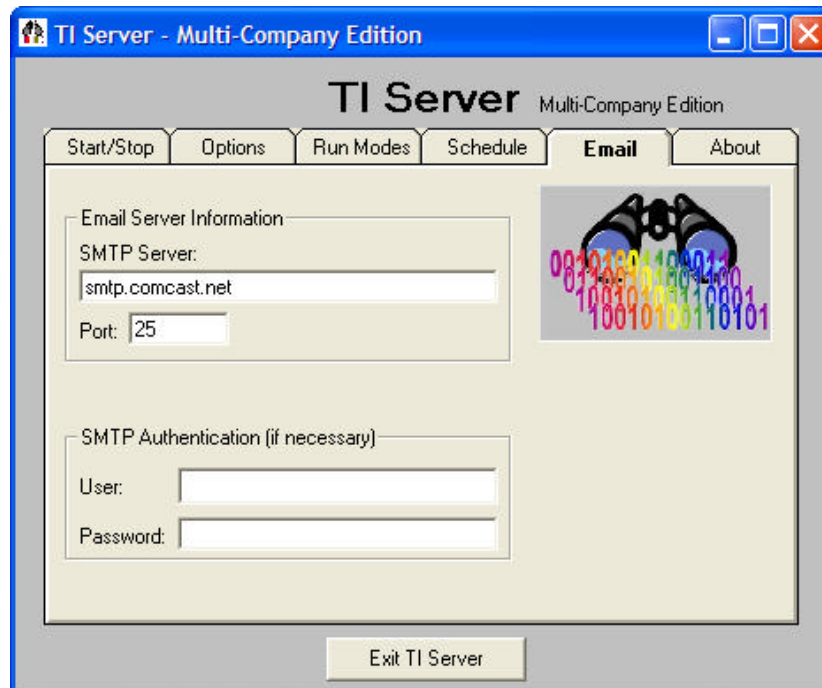 TI Server - Multi-Company Edition
TI Server Multi-Company Edition
Start/Stop Options Run Modes Schedule Email About
Email Server Information
SMTP Server:
smtp.comcast.net
Port: 25
SMTP Authentication (if necessary)
User:
Password:
Exit TI Server